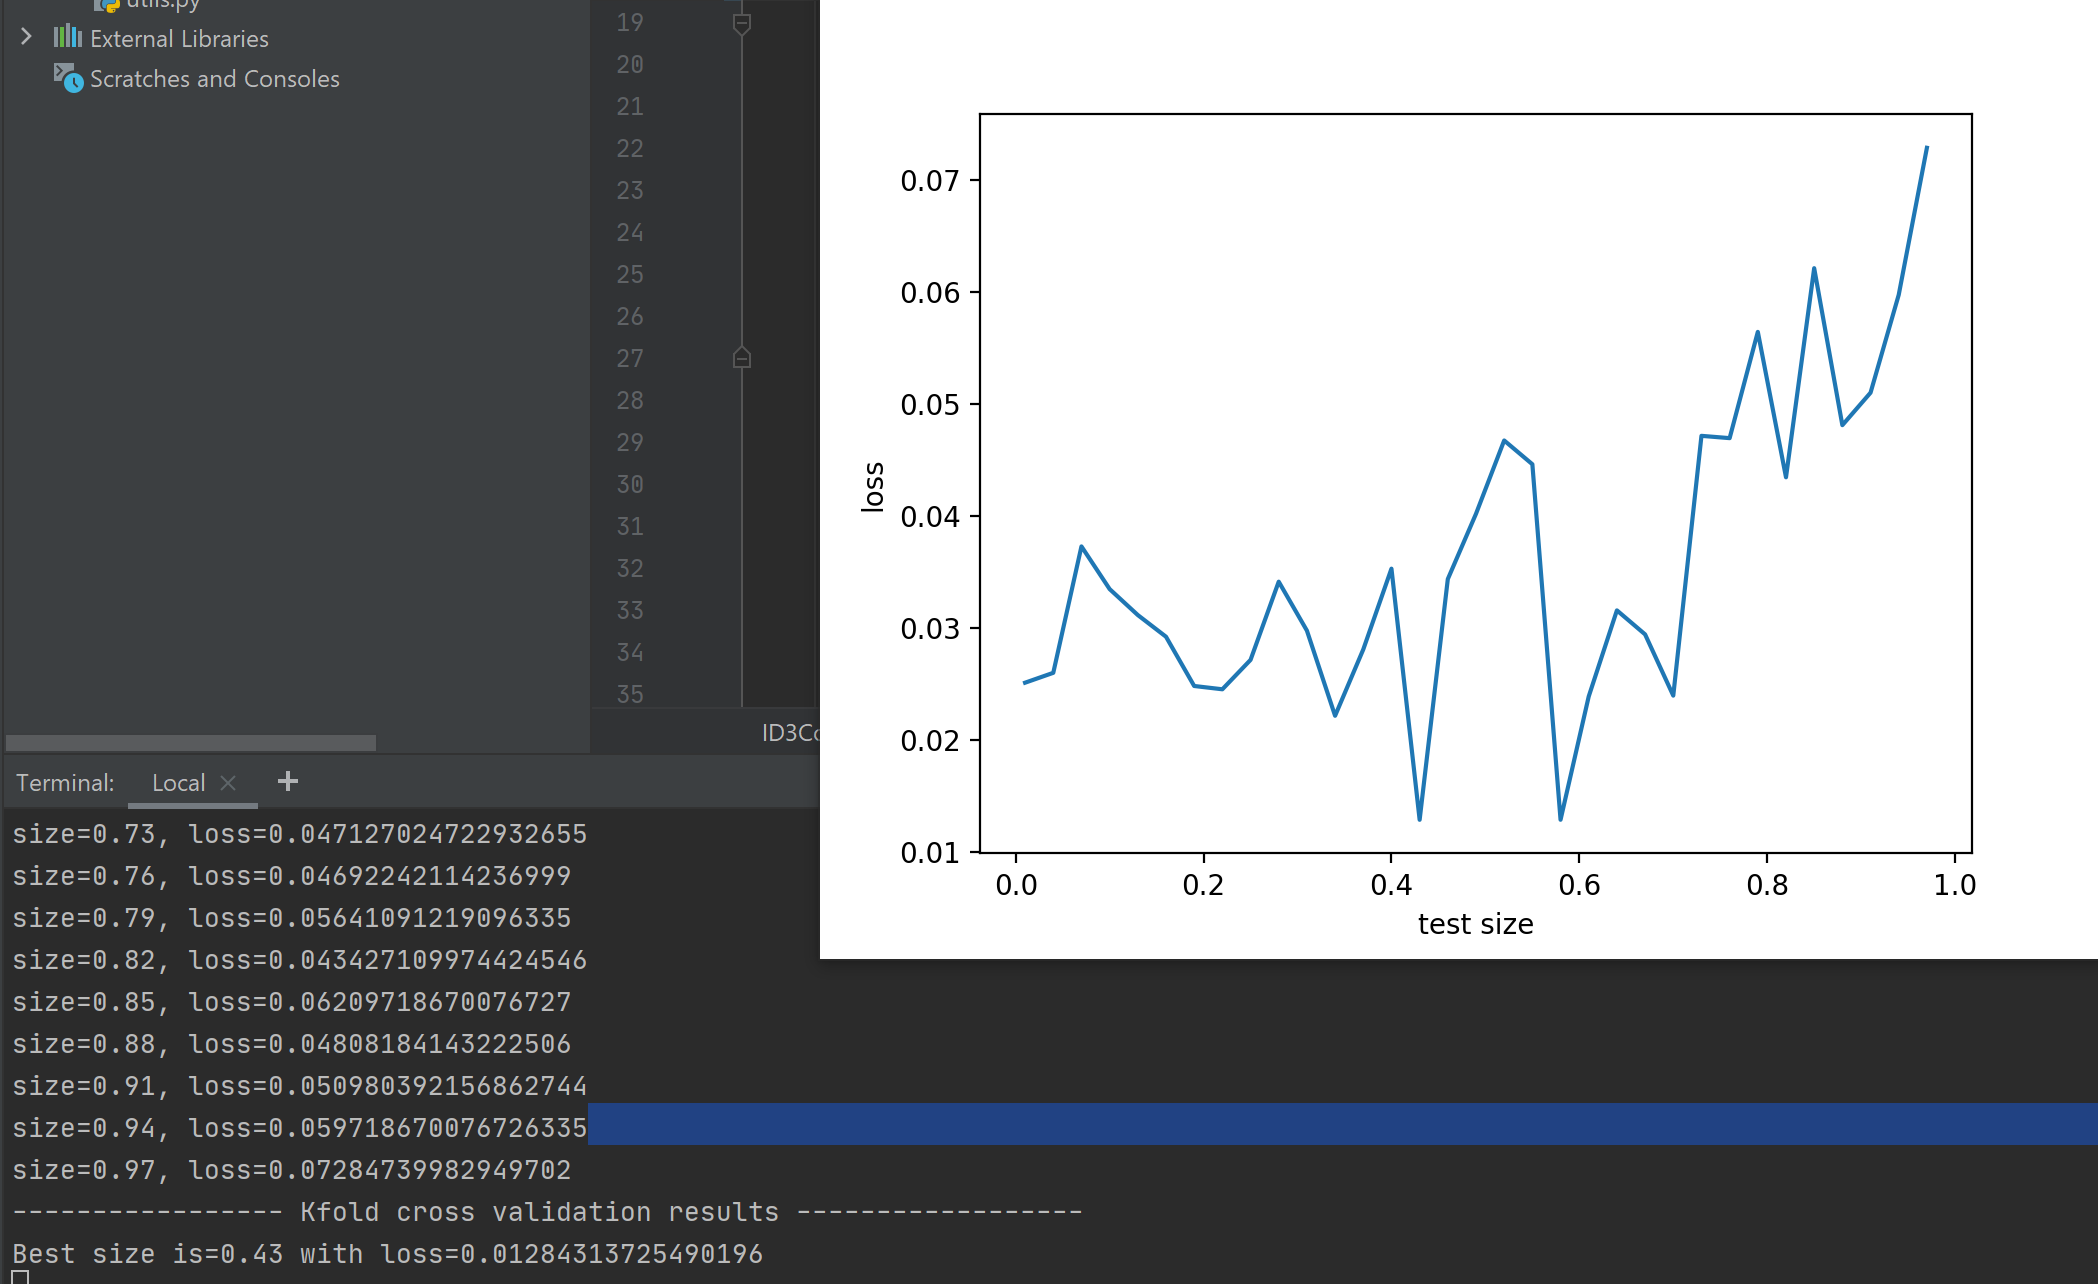 utils.py
External Libraries
Scratches and Consoles
19
20
21
22
23
24
25
26
27
28
29
30
31
32
33
34
35
ID3Co
0.07
0.06
0.05
0.04
0.03
0.02
0.01
loss
0.0 0.2 0.4 0.6 0.8 1.0
test size
Terminal: Local
size=0.73, loss=0.047127024722932655
size=0.76, loss=0.04692242114236999
size=0.79, loss=0.05641091219096335
size=0.82, loss=0.043427109974424546
size=0.85, loss=0.06209718670076727
size=0.88, loss=0.04808184143222506
size=0.91, loss=0.050980392156862744
size=0.94, loss=0.059718670076726335
size=0.97, loss=0.07284739982949702
----------------- Kfold cross validation results ------------------
Best size is=0.43 with loss=0.01284313725490196